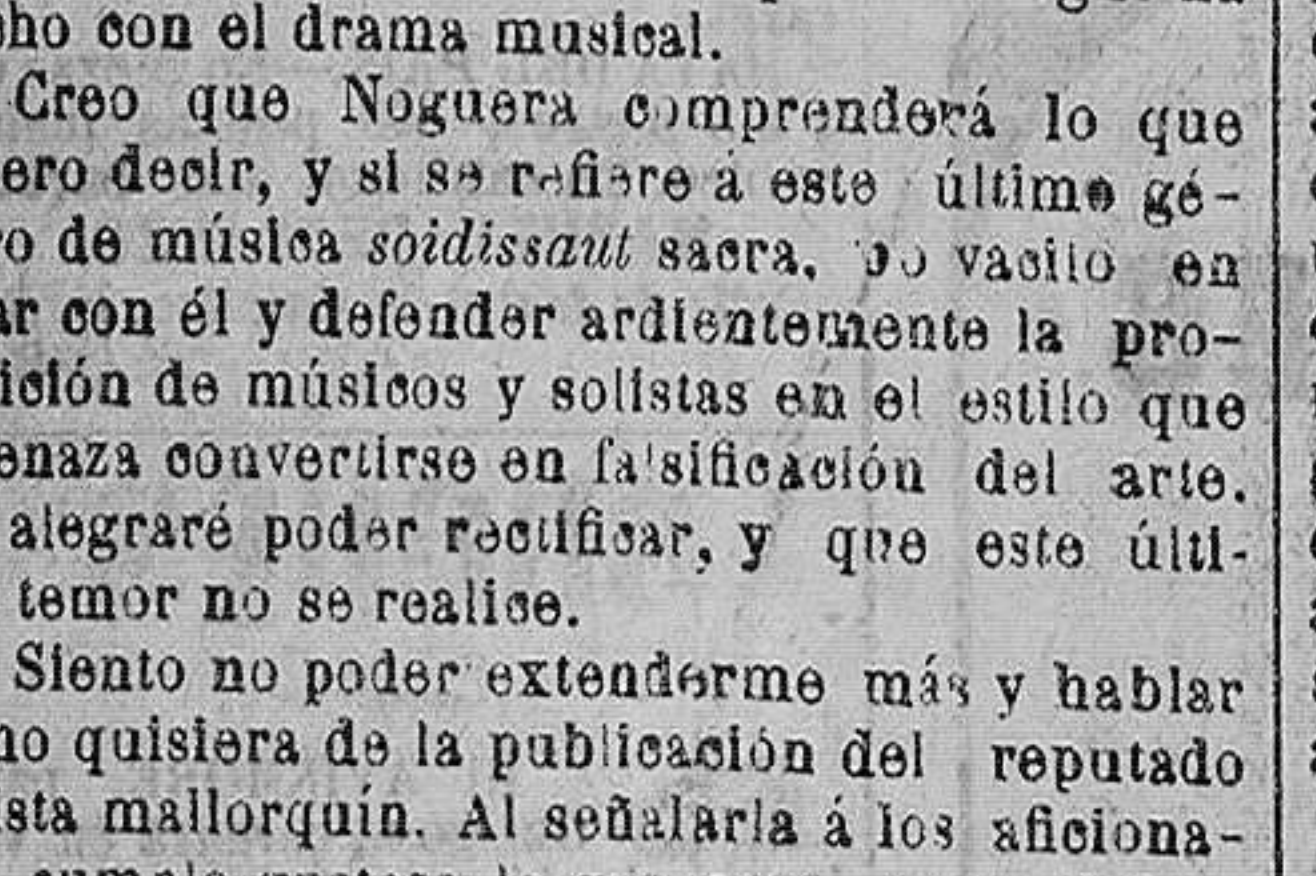 ho con el drama musical.
Creo que Noguera comprenderá lo que
ero decir, y si se refiere á este último gé-
o de música soidissaut sacra, no vacilo en
ar con él y defender ardientemente la pro-
ición de músicos y solistas en el estilo que
enaza convertirse en falsificación del arte.
alegraré poder rectificar, y que este últi-
temor no se realice.
Siento no poder extenderme más y hablar
no quisiera de la publicación del reputado
ista mallorquín. Al señalarla á los aficiona-